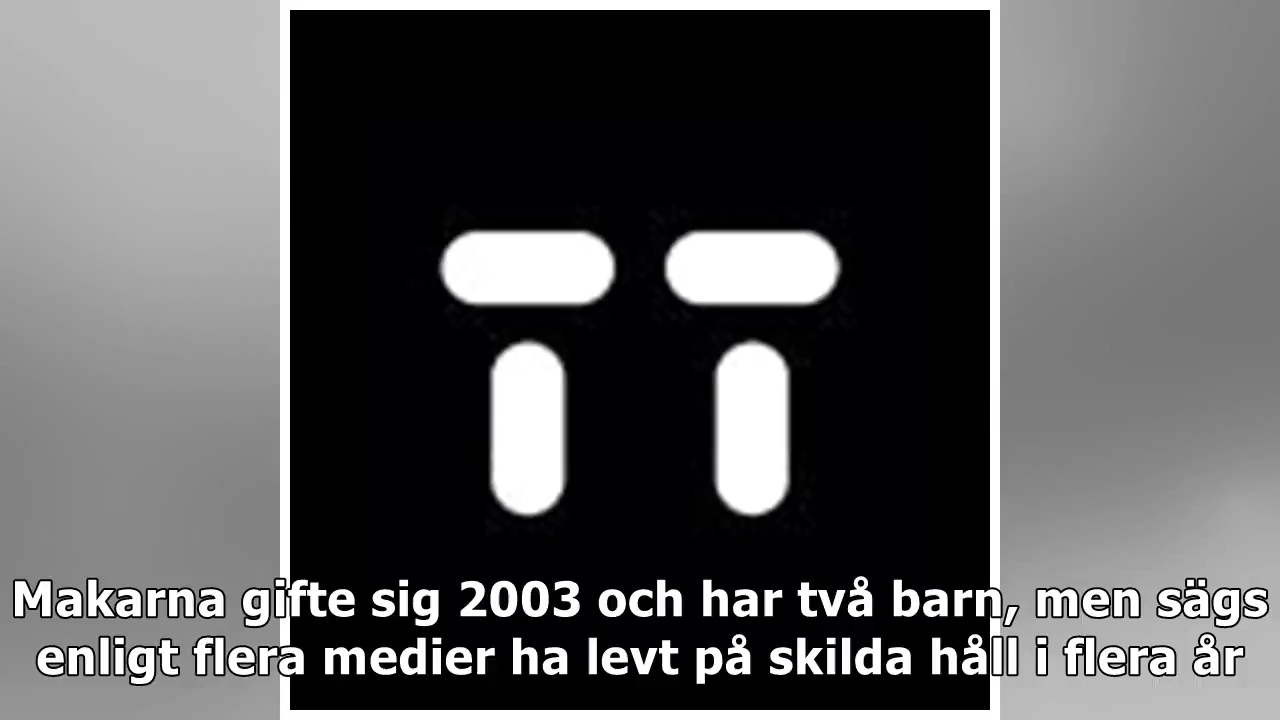 TT
Makarna gifte sig 2003 och har två barn, men sägs
enligt flera medier ha levt på skilda håll i flera år